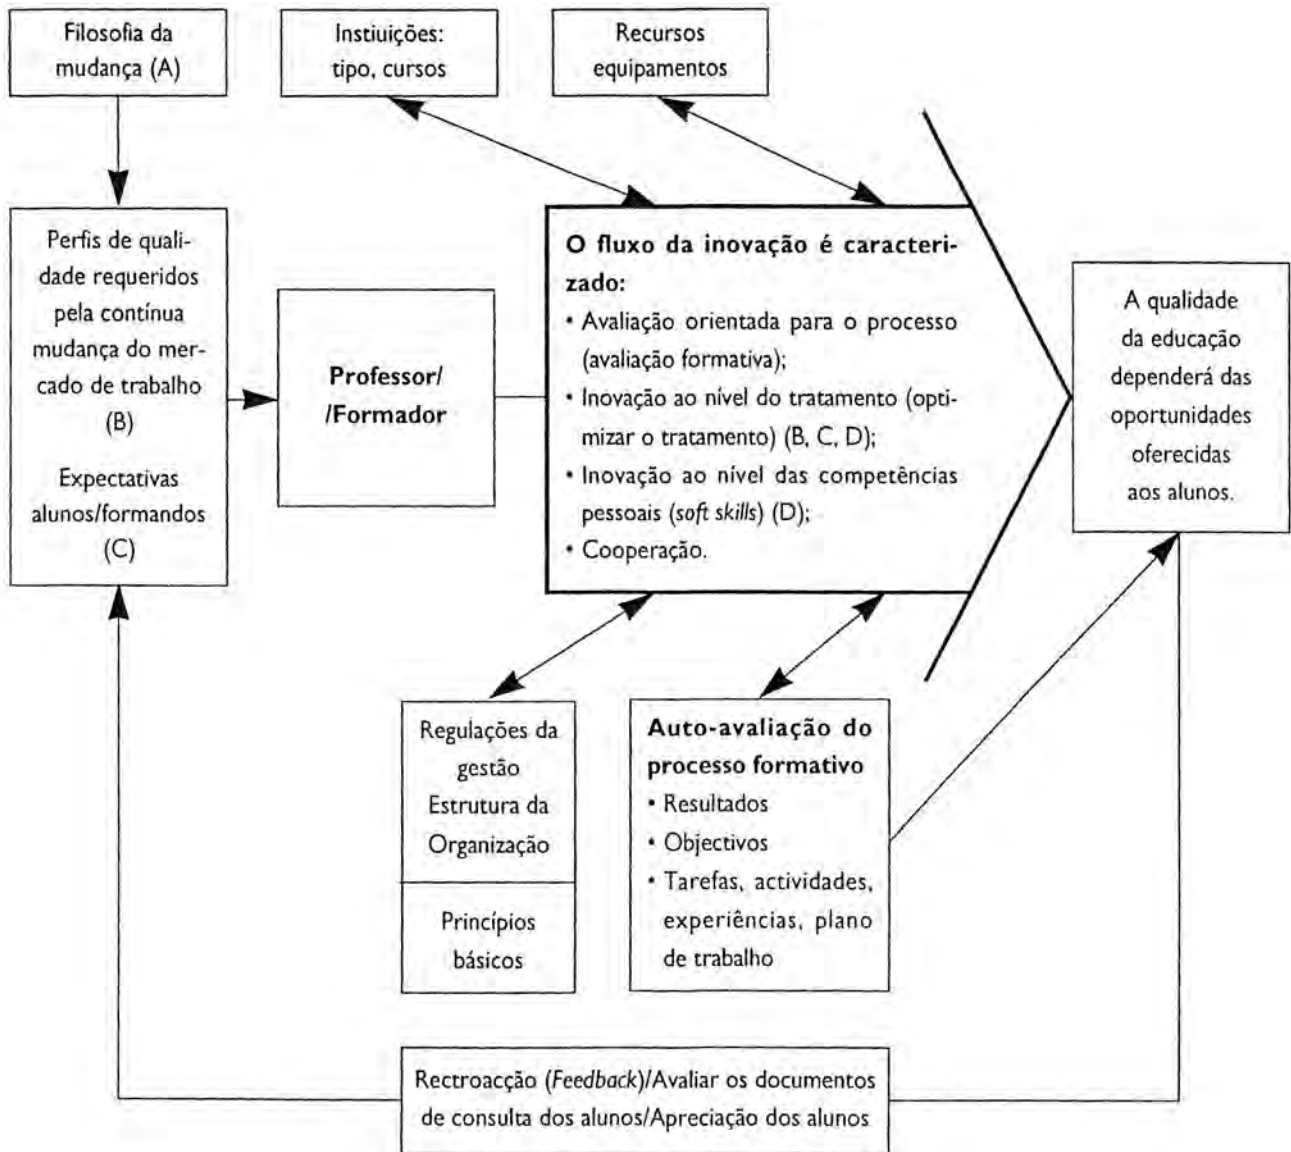 Filosofia da
mudança (A)
Instiuições:
tipo, cursos
Recursos
equipamentos
Perfis de quali-
dade requeridos
pela contínua
mudança do mer-
cado de trabalho
(B)
Expectativas
alunos/formandos
(C)
Professor/
/Formador
O fluxo da inovação é caracteri-
zado:
• Avaliação orientada para o processo
(avaliação formativa);
• Inovação ao nível do tratamento (opti-
mizar o tratamento) (B, C, D);
• Inovação ao nível das competências
pessoais (soft skills) (D);
• Cooperação.
A qualidade
da educação
dependerá das
oportunidades
oferecidas
aos alunos.
Regulações da
gestão
Estrutura da
Organização
Princípios
básicos
Auto-avaliação do
processo formativo
• Resultados
• Objectivos
• Tarefas, actividades,
experiências, plano
de trabalho
Rectroacção (Feedback)/Avaliar os documentos
de consulta dos alunos/Apreciação dos alunos